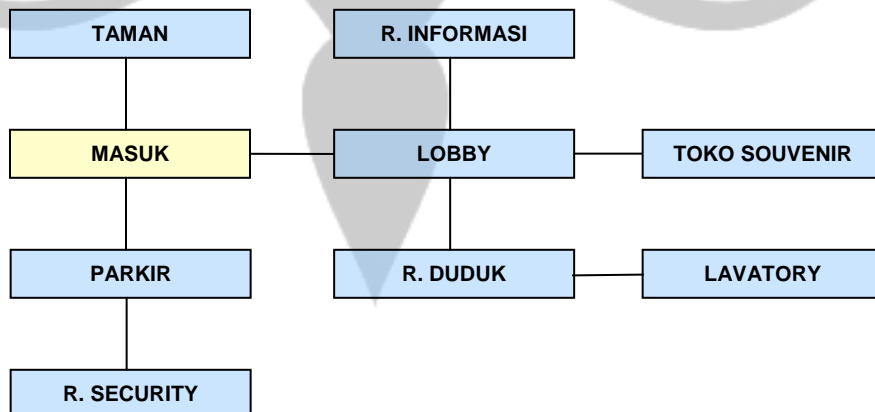 TAMAN
R. INFORMASI
MASUK
LOBBY
TOKO SOUVENIR
PARKIR
R. DUDUK
LAVATORY
R. SECURITY